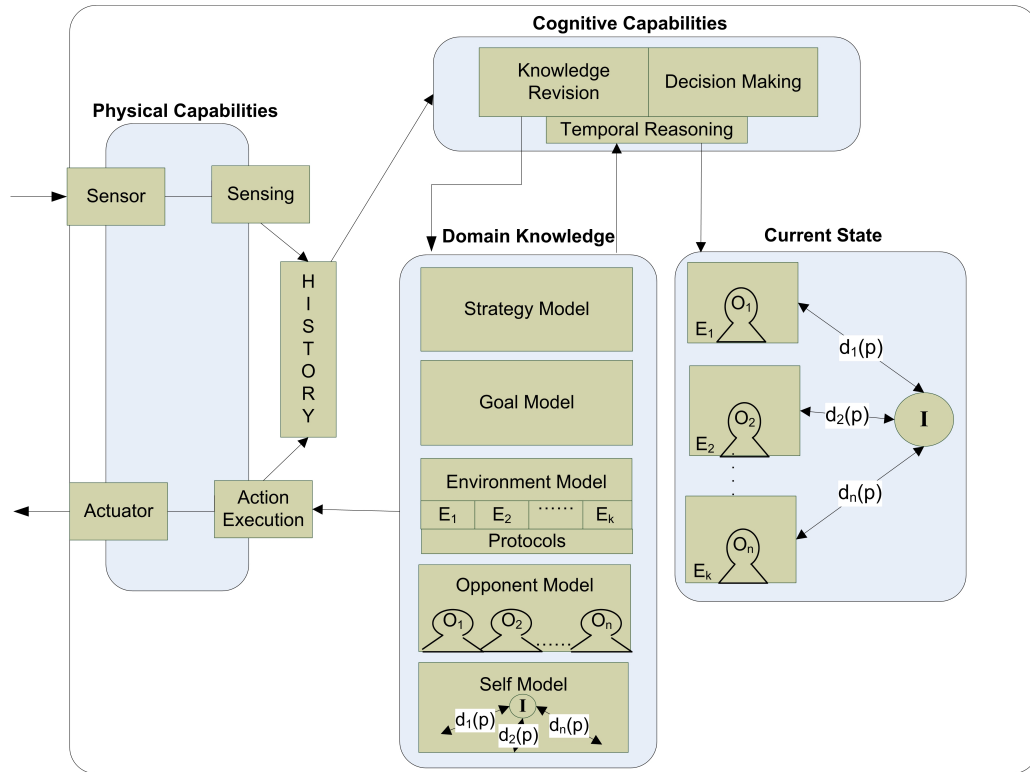 Cognitive Capabilities
Knowledge
Revision
Decision Making
Temporal Reasoning
Physical Capabilities
Sensor
Sensing
H
I
S
T
O
R
Y
Actuator
Action
Execution
Domain Knowledge
Strategy Model
Goal Model
Environment Model
E₁ E₂ ...... Eₖ
Protocols
Opponent Model
O₁ O₂ ...... Oₙ
Self Model
I
d₁(p)
d₂(p)
dₙ(p)
Current State
O₁
E₁
d₁(p)
O₂
E₂
d₂(p)
I
dₙ(p)
Oₙ
Eₖ